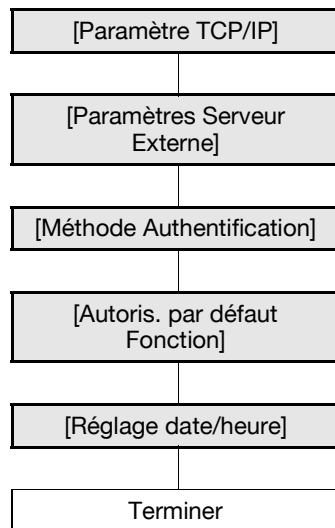 [Paramètre TCP/IP]
[Paramètres Serveur
Externe]
[Méthode Authentification]
[Autoris. par défaut
Fonction]
[Réglage date/heure]
Terminer